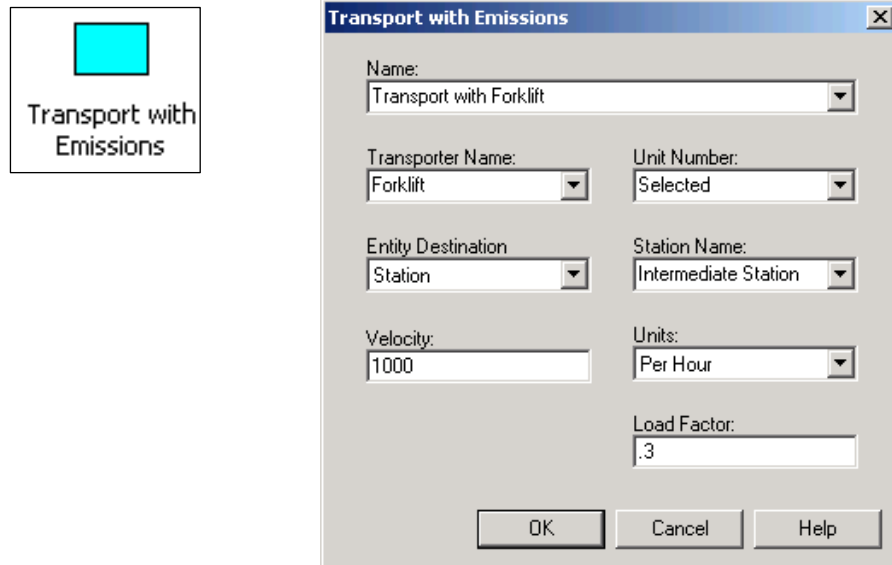 Transport with
Emissions
Transport with Emissions
Name:
Transport with Forklift
Transporter Name:
Unit Number:
Forklift
Selected
Entity Destination
Station Name:
Station
Intermediate Station
Velocity:
Units:
1000
Per Hour
Load Factor:
.3
OK
Cancel
Help